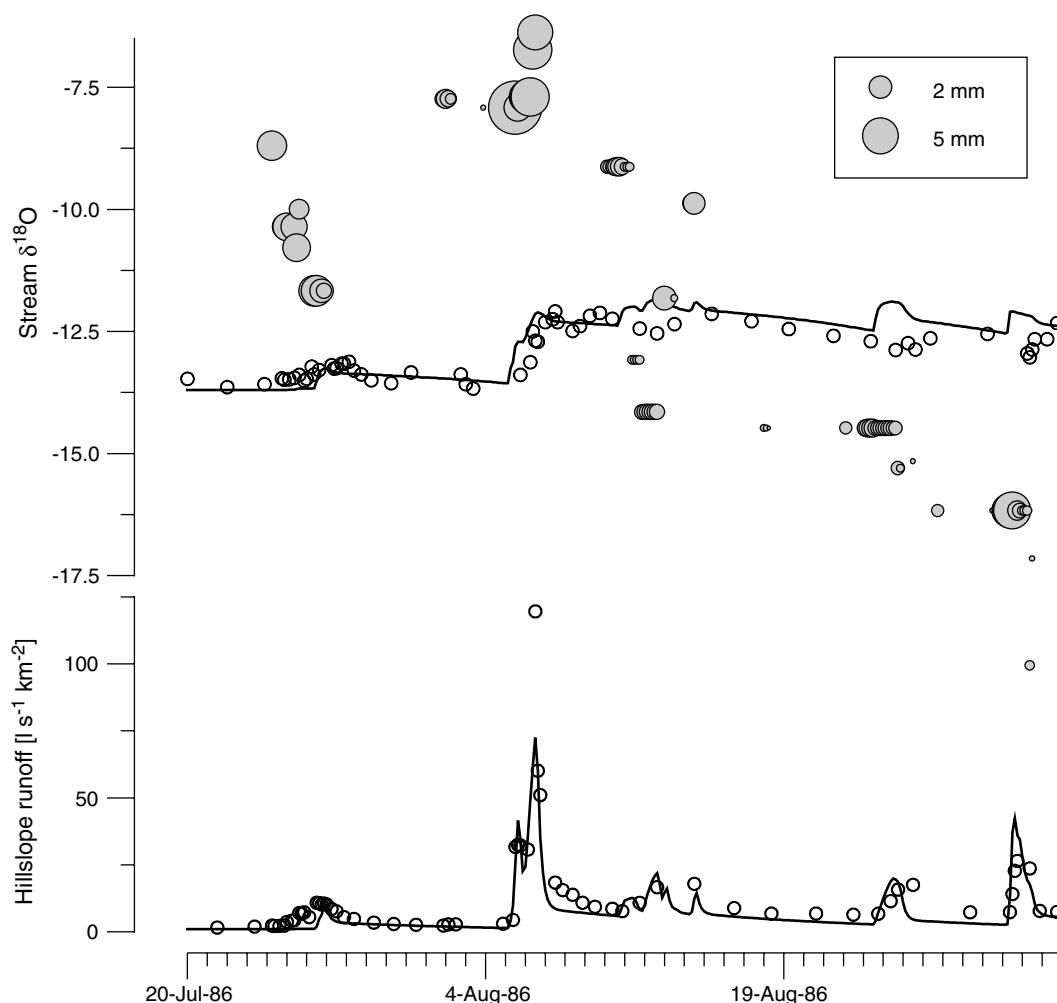 2 mm
5 mm
Stream δ¹⁸O
-7.5
-10.0
-12.5
-15.0
-17.5
Hillslope runoff [l s⁻¹ km⁻²]
100
50
0
20-Jul-86
4-Aug-86
19-Aug-86